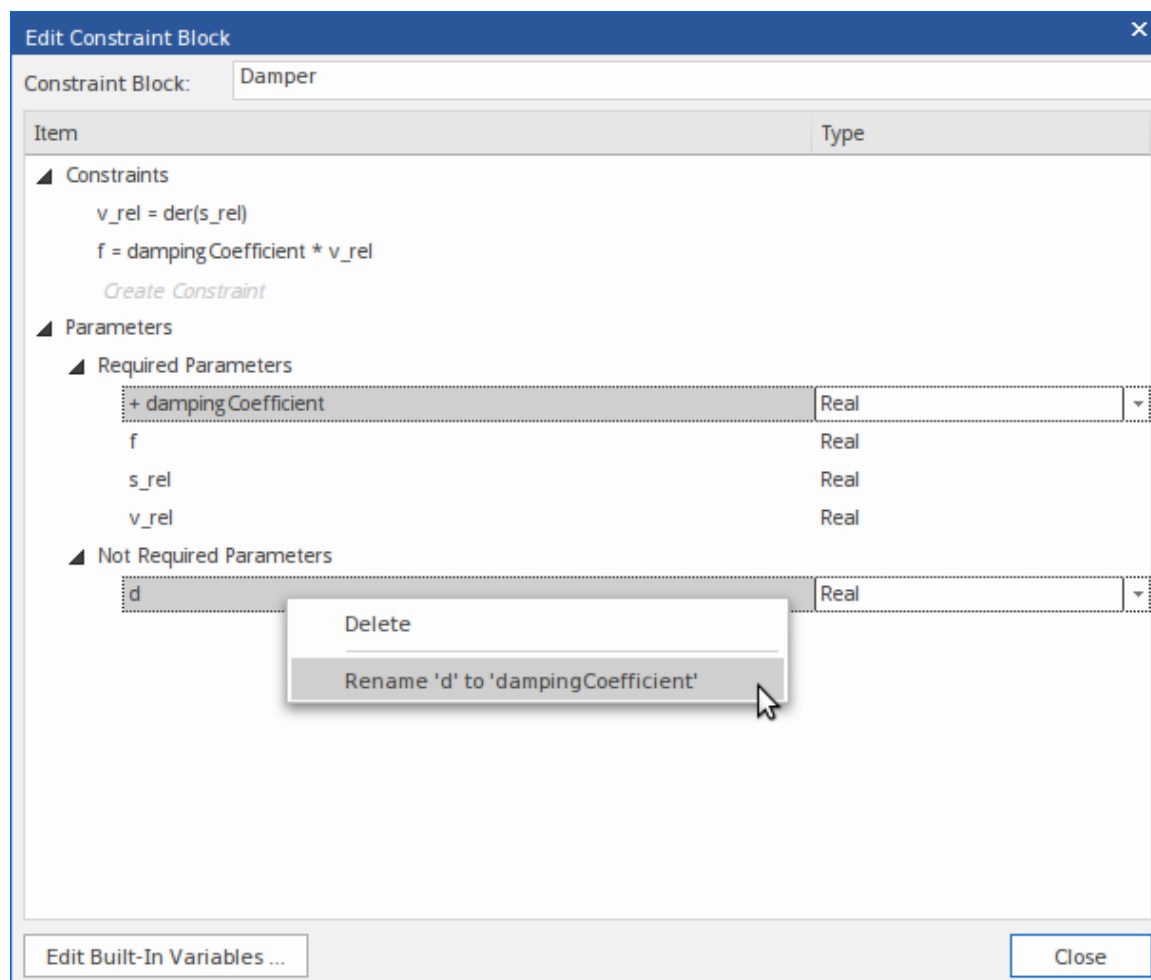 Edit Constraint Block
Constraint Block: Damper
Item Type
Constraints
v_rel = der(s_rel)
f = dampingCoefficient * v_rel
Create Constraint
Parameters
Required Parameters
+ dampingCoefficient Real
f Real
s_rel Real
v_rel Real
Not Required Parameters
d Real
Delete
Rename 'd' to 'dampingCoefficient'
Edit Built-In Variables ... Close